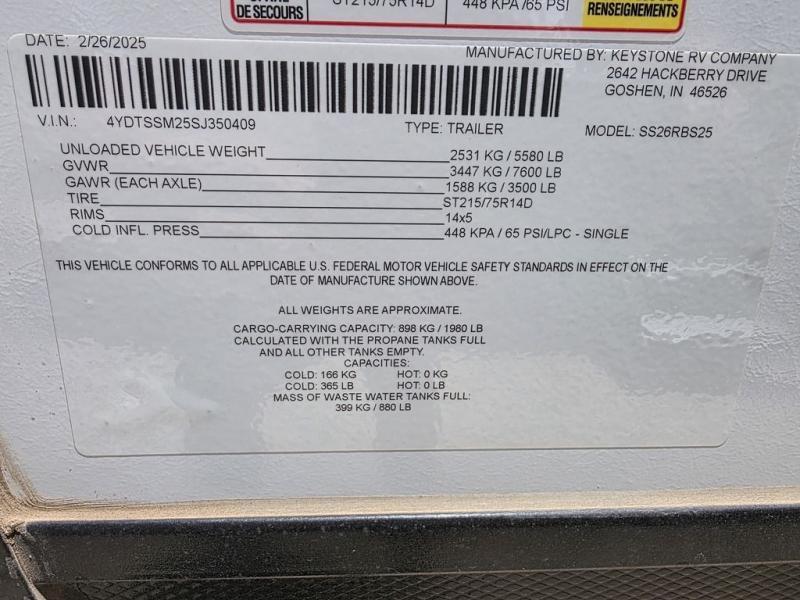 DE SECOURS
ST215/75R14D
448 KPA /65 PSI
RENSEIGNEMENTS
DATE: 2/26/2025
MANUFACTURED BY: KEYSTONE RV COMPANY
2642 HACKBERRY DRIVE
GOSHEN, IN 46526
V.I.N.: 4YDTSSM25SJ350409 TYPE: TRAILER MODEL: SS26RBS25
UNLOADED VEHICLE WEIGHT 2531 KG / 5580 LB
GVWR 3447 KG / 7600 LB
GAWR (EACH AXLE) 1588 KG / 3500 LB
TIRE ST215/75R14D
RIMS 14x5
COLD INFL. PRESS 448 KPA / 65 PSI/LPC - SINGLE
THIS VEHICLE CONFORMS TO ALL APPLICABLE U.S. FEDERAL MOTOR VEHICLE SAFETY STANDARDS IN EFFECT ON THE
DATE OF MANUFACTURE SHOWN ABOVE.
ALL WEIGHTS ARE APPROXIMATE.
CARGO-CARRYING CAPACITY: 898 KG / 1980 LB
CALCULATED WITH THE PROPANE TANKS FULL
AND ALL OTHER TANKS EMPTY.
CAPACITIES:
COLD: 166 KG HOT: 0 KG
COLD: 365 LB HOT: 0 LB
MASS OF WASTE WATER TANKS FULL:
399 KG / 880 LB